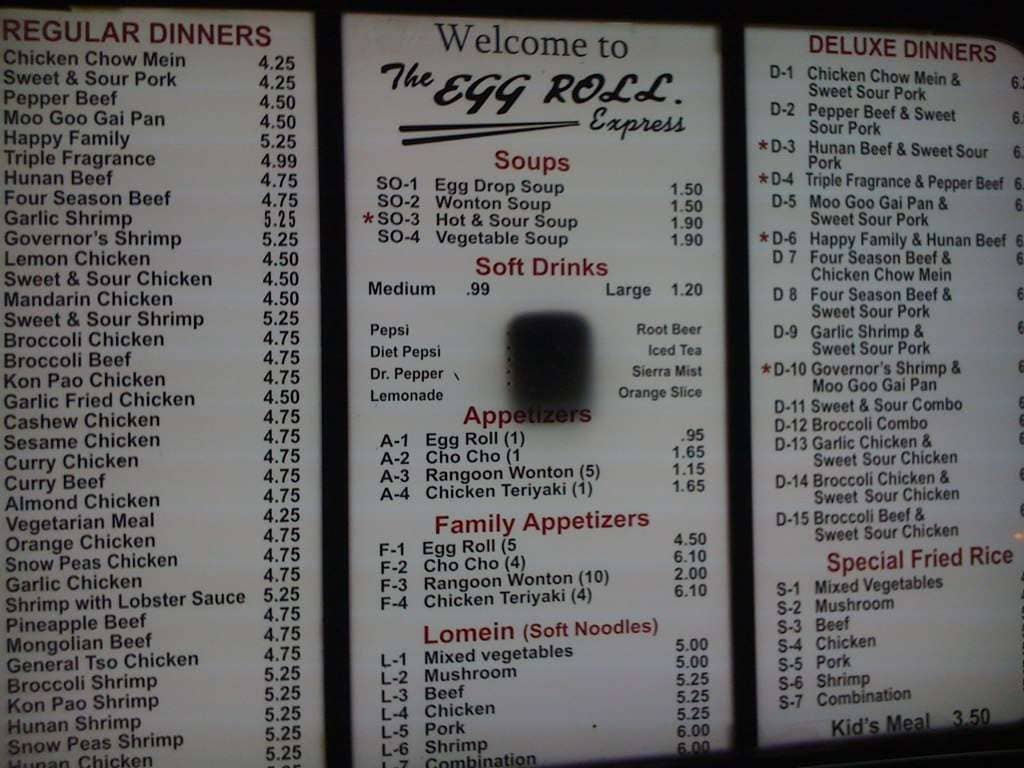 REGULAR DINNERS
Chicken Chow Mein 4.25
Sweet & Sour Pork 4.25
Pepper Beef 4.50
Moo Goo Gai Pan 4.50
Happy Family 5.25
Triple Fragrance 4.99
Hunan Beef 4.75
Four Season Beef 4.75
Garlic Shrimp 5.25
Governor's Shrimp 5.25
Lemon Chicken 4.50
Sweet & Sour Chicken 4.50
Mandarin Chicken 4.50
Sweet & Sour Shrimp 5.25
Broccoli Chicken 4.75
Broccoli Beef 4.75
Kon Pao Chicken 4.75
Garlic Fried Chicken 4.50
Cashew Chicken 4.75
Sesame Chicken 4.75
Curry Chicken 4.75
Curry Beef 4.75
Almond Chicken 4.75
Vegetarian Meal 4.25
Orange Chicken 4.75
Snow Peas Chicken 4.75
Garlic Chicken 4.75
Shrimp with Lobster Sauce 5.25
Pineapple Beef 4.75
Mongolian Beef 4.75
General Tso Chicken 4.75
Broccoli Shrimp 5.25
Kon Pao Shrimp 5.25
Hunan Shrimp 5.25
Snow Peas Shrimp 5.25
Hunan Chicken
Welcome to
The EGG ROLL.
Express
Soups
SO-1 Egg Drop Soup 1.50
SO-2 Wonton Soup 1.50
* SO-3 Hot & Sour Soup 1.90
SO-4 Vegetable Soup 1.90
Soft Drinks
Medium .99 Large 1.20
Pepsi Root Beer
Diet Pepsi Iced Tea
Dr. Pepper Sierra Mist
Lemonade Orange Slice
Appetizers
A-1 Egg Roll (1) .95
A-2 Cho Cho (1 1.65
A-3 Rangoon Wonton (5) 1.15
A-4 Chicken Teriyaki (1) 1.65
Family Appetizers
F-1 Egg Roll (5 4.50
F-2 Cho Cho (4) 6.10
F-3 Rangoon Wonton (10) 2.00
F-4 Chicken Teriyaki (4) 6.10
Lomein (Soft Noodles)
L-1 Mixed vegetables 5.00
L-2 Mushroom 5.00
L-3 Beef 5.25
L-4 Chicken 5.25
L-5 Pork 5.25
L-6 Shrimp 6.00
L-7 Combination 6.00
DELUXE DINNERS
D-1 Chicken Chow Mein & 6.
Sweet Sour Pork
D-2 Pepper Beef & Sweet 6.
Sour Pork
* D-3 Hunan Beef & Sweet Sour 6.
Pork
* D-4 Triple Fragrance & Pepper Beef 6.
D-5 Moo Goo Gai Pan & 6.
Sweet Sour Pork
* D-6 Happy Family & Hunan Beef 6.
D 7 Four Season Beef & 6
Chicken Chow Mein
D 8 Four Season Beef & 6
Sweet Sour Pork
D-9 Garlic Shrimp & 6
Sweet Sour Pork
* D-10 Governor's Shrimp & 6
Moo Goo Gai Pan
D-11 Sweet & Sour Combo
D-12 Broccoli Combo
D-13 Garlic Chicken &
Sweet Sour Chicken
D-14 Broccoli Chicken &
Sweet Sour Chicken
D-15 Broccoli Beef &
Sweet Sour Chicken
Special Fried Rice
S-1 Mixed Vegetables
S-2 Mushroom
S-3 Beef
S-4 Chicken
S-5 Pork
S-6 Shrimp
S-7 Combination
Kid's Meal 3.50